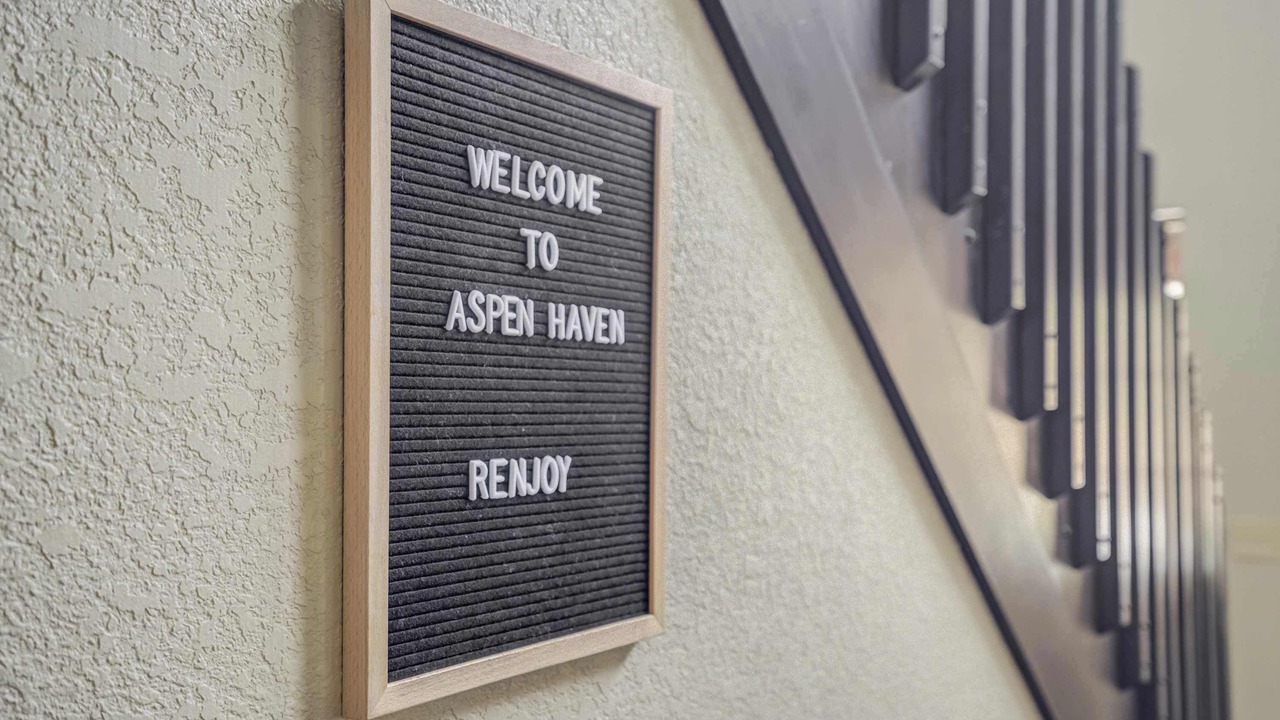 WELCOME
TO
ASPEN HAVEN
RENJOY